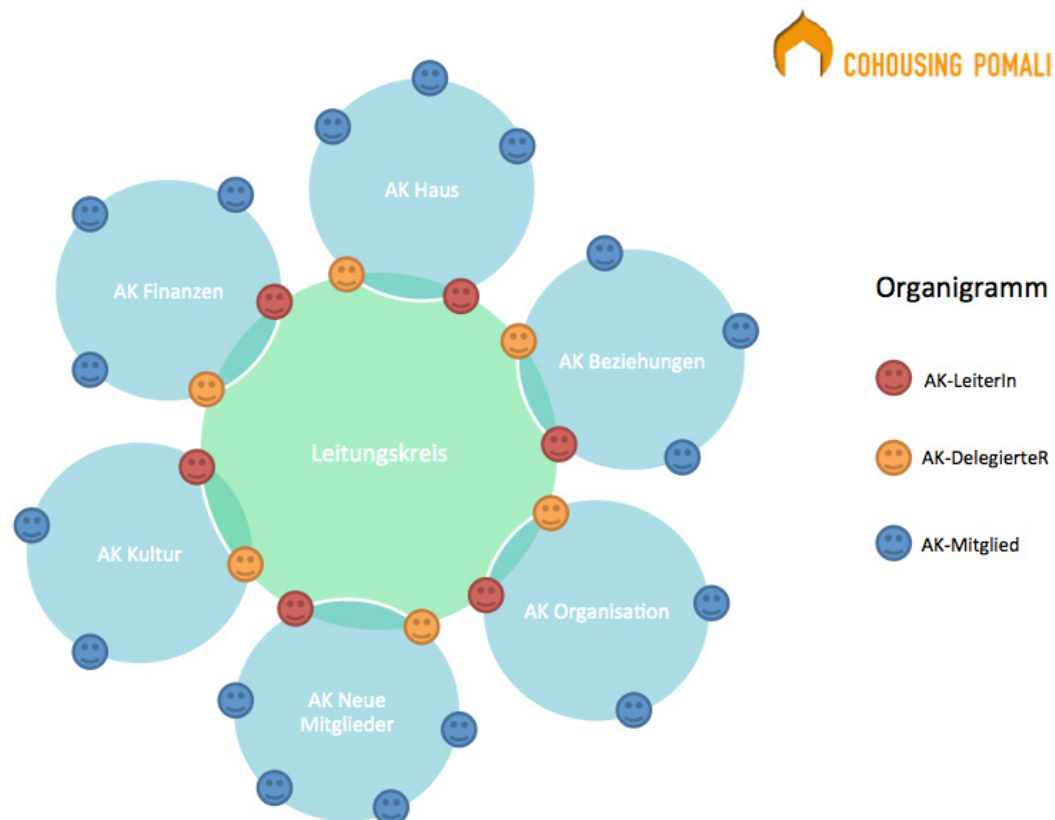 COHOUSING POMALI
AK Haus
AK Finanzen
AK Beziehungen
Leitungskreis
AK Kultur
AK Organisation
AK Neue
Mitglieder
Organigramm
AK-LeiterIn
AK-DelegierteR
AK-Mitglied